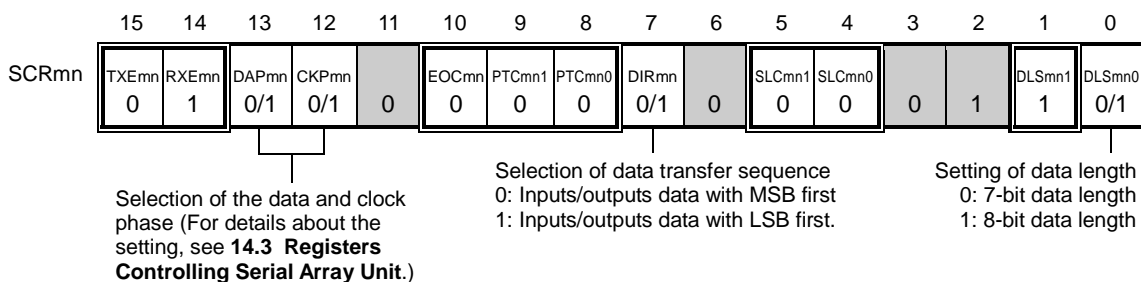 15 14 13 12 11 10 9 8 7 6 5 4 3 2 1 0
SCRmn
TXEmn RXEmn DAPmn CKPmn EOCmn PTCmn1 PTCmn0 DIRmn SLCmn1 SLCmn0 DLSmn1 DLSmn0
0 1 0/1 0/1 0 0 0 0 0/1 0 0 0 0 1 1 0/1
Selection of the data and clock
phase (For details about the
setting, see 14.3 Registers
Controlling Serial Array Unit.)
Selection of data transfer sequence
0: Inputs/outputs data with MSB first
1: Inputs/outputs data with LSB first.
Setting of data length
0: 7-bit data length
1: 8-bit data length